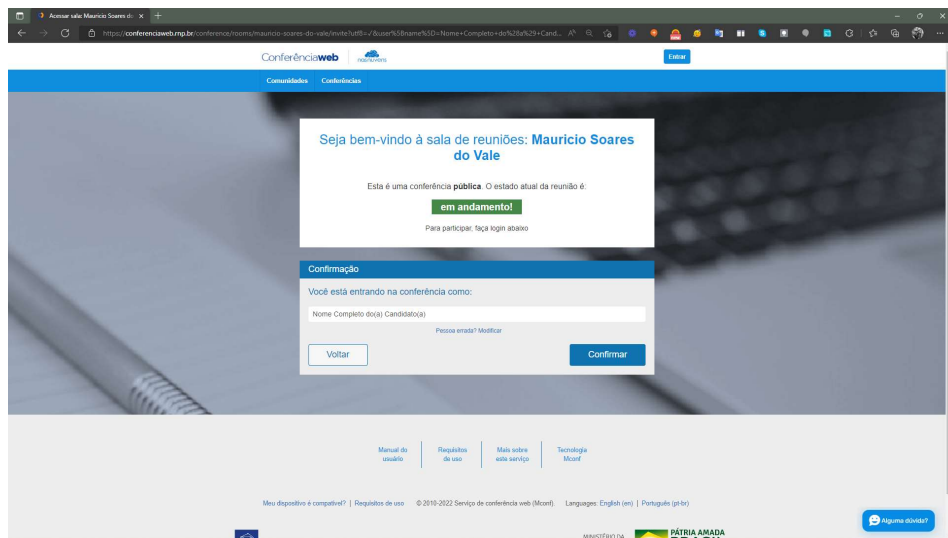 Acessar sala: Mauricio Soares do
https://conferenciaweb.rnp.br/conference/rooms/mauricio-soares-do-vale/invite?utf8=✓&user%5Bname%5D=Nome+Completo+do%28a%29+Cand...
Conferênciaweb
nasnuvens
Entrar
Comunidades Conferências
Seja bem-vindo à sala de reuniões: Mauricio Soares
do Vale
Esta é uma conferência pública. O estado atual da reunião é:
em andamento!
Para participar, faça login abaixo
Confirmação
Você está entrando na conferência como:
Nome Completo do(a) Candidato(a)
Pessoa errada? Modificar
Voltar Confirmar
Manual do
usuário
Requisitos
de uso
Mais sobre
este serviço
Tecnologia
Mconf
Meu dispositivo é compatível? | Requisitos de uso © 2010-2022 Serviço de conferência web (Mconf). Languages: English (en) | Português (pt-br)
Alguma dúvida?
MINISTÉRIO DA
PÁTRIA AMADA